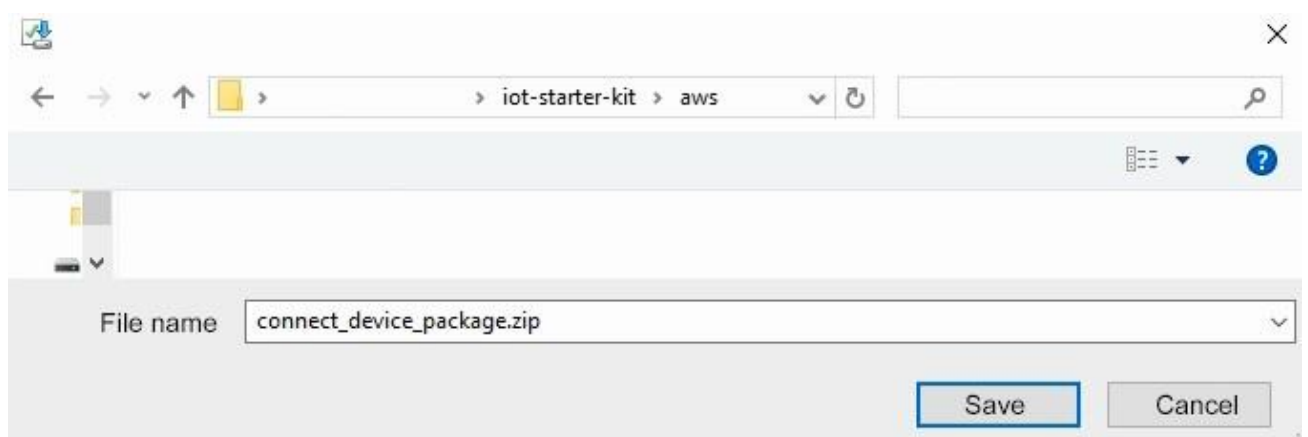 > > iot-starter-kit > aws
?
File name connect_device_package.zip
Save Cancel